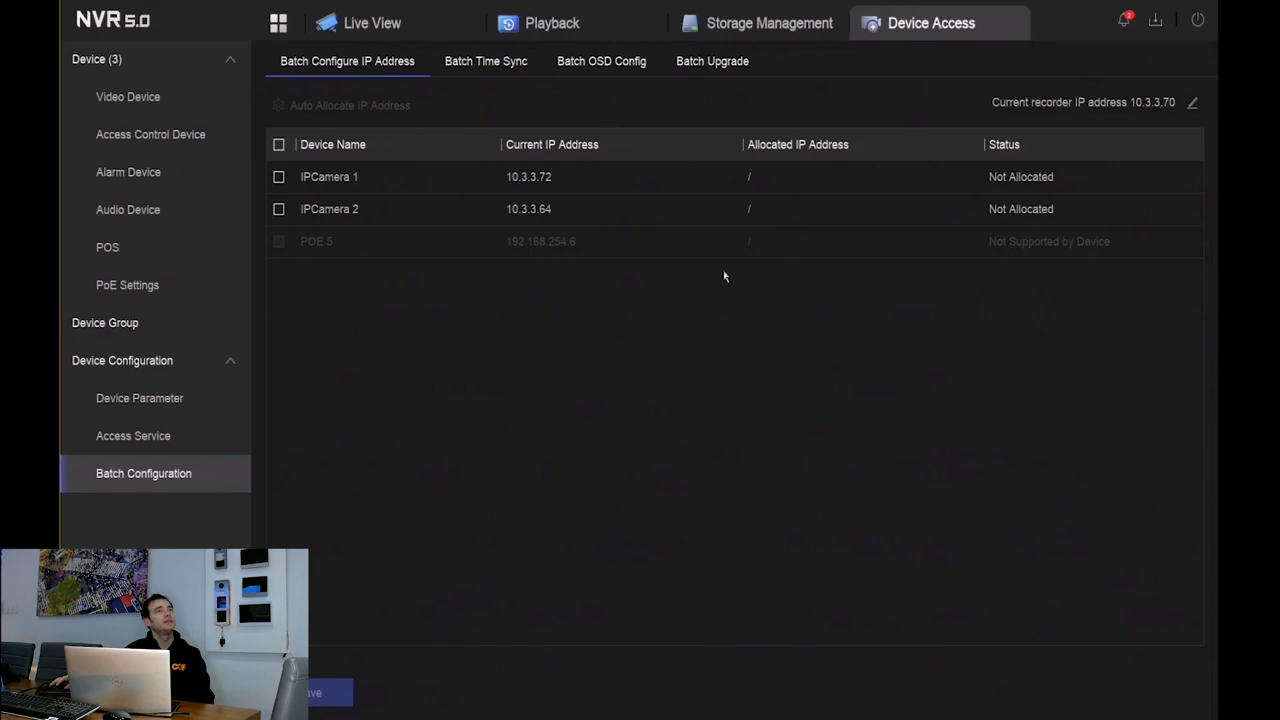 NVR 5.0
Live View
Playback
Storage Management
Device Access
2
Device (3)
Video Device
Access Control Device
Alarm Device
Audio Device
POS
PoE Settings
Device Group
Device Configuration
Device Parameter
Access Service
Batch Configuration
Batch Configure IP Address
Batch Time Sync
Batch OSD Config
Batch Upgrade
Auto Allocate IP Address
Current recorder IP address 10.3.3.70
Device Name
Current IP Address
Allocated IP Address
Status
IPCamera 1
10.3.3.72
/
Not Allocated
IPCamera 2
10.3.3.64
/
Not Allocated
POE 5
192.168.254.6
/
Not Supported by Device
ave